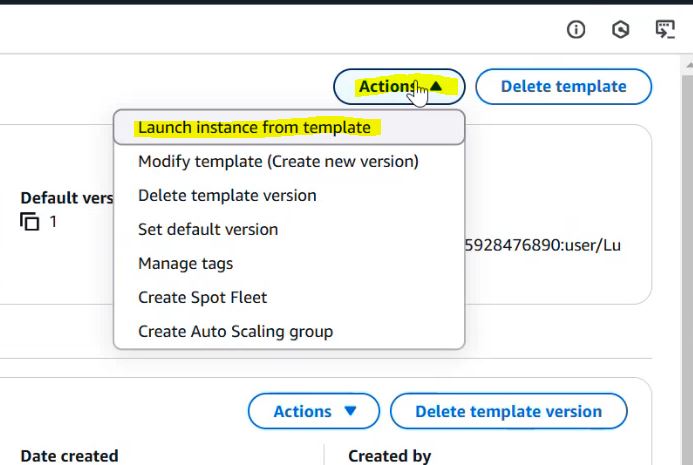 Actions
Delete template
Launch instance from template
Modify template (Create new version)
Delete template version
Set default version
Manage tags
Create Spot Fleet
Create Auto Scaling group
Default vers
1
5928476890:user/Lu
Actions
Delete template version
Date created
Created by